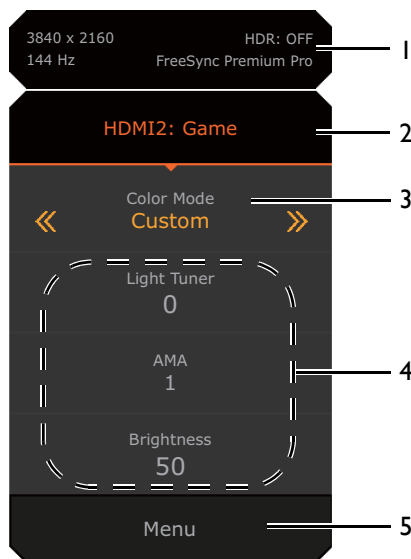 3840 x 2160 HDR: OFF
144 Hz FreeSync Premium Pro
1
HDMI2: Game
2
Color Mode
3
« Custom »
Light Tuner
0
AMA
1
4
Brightness
50
Menu
5